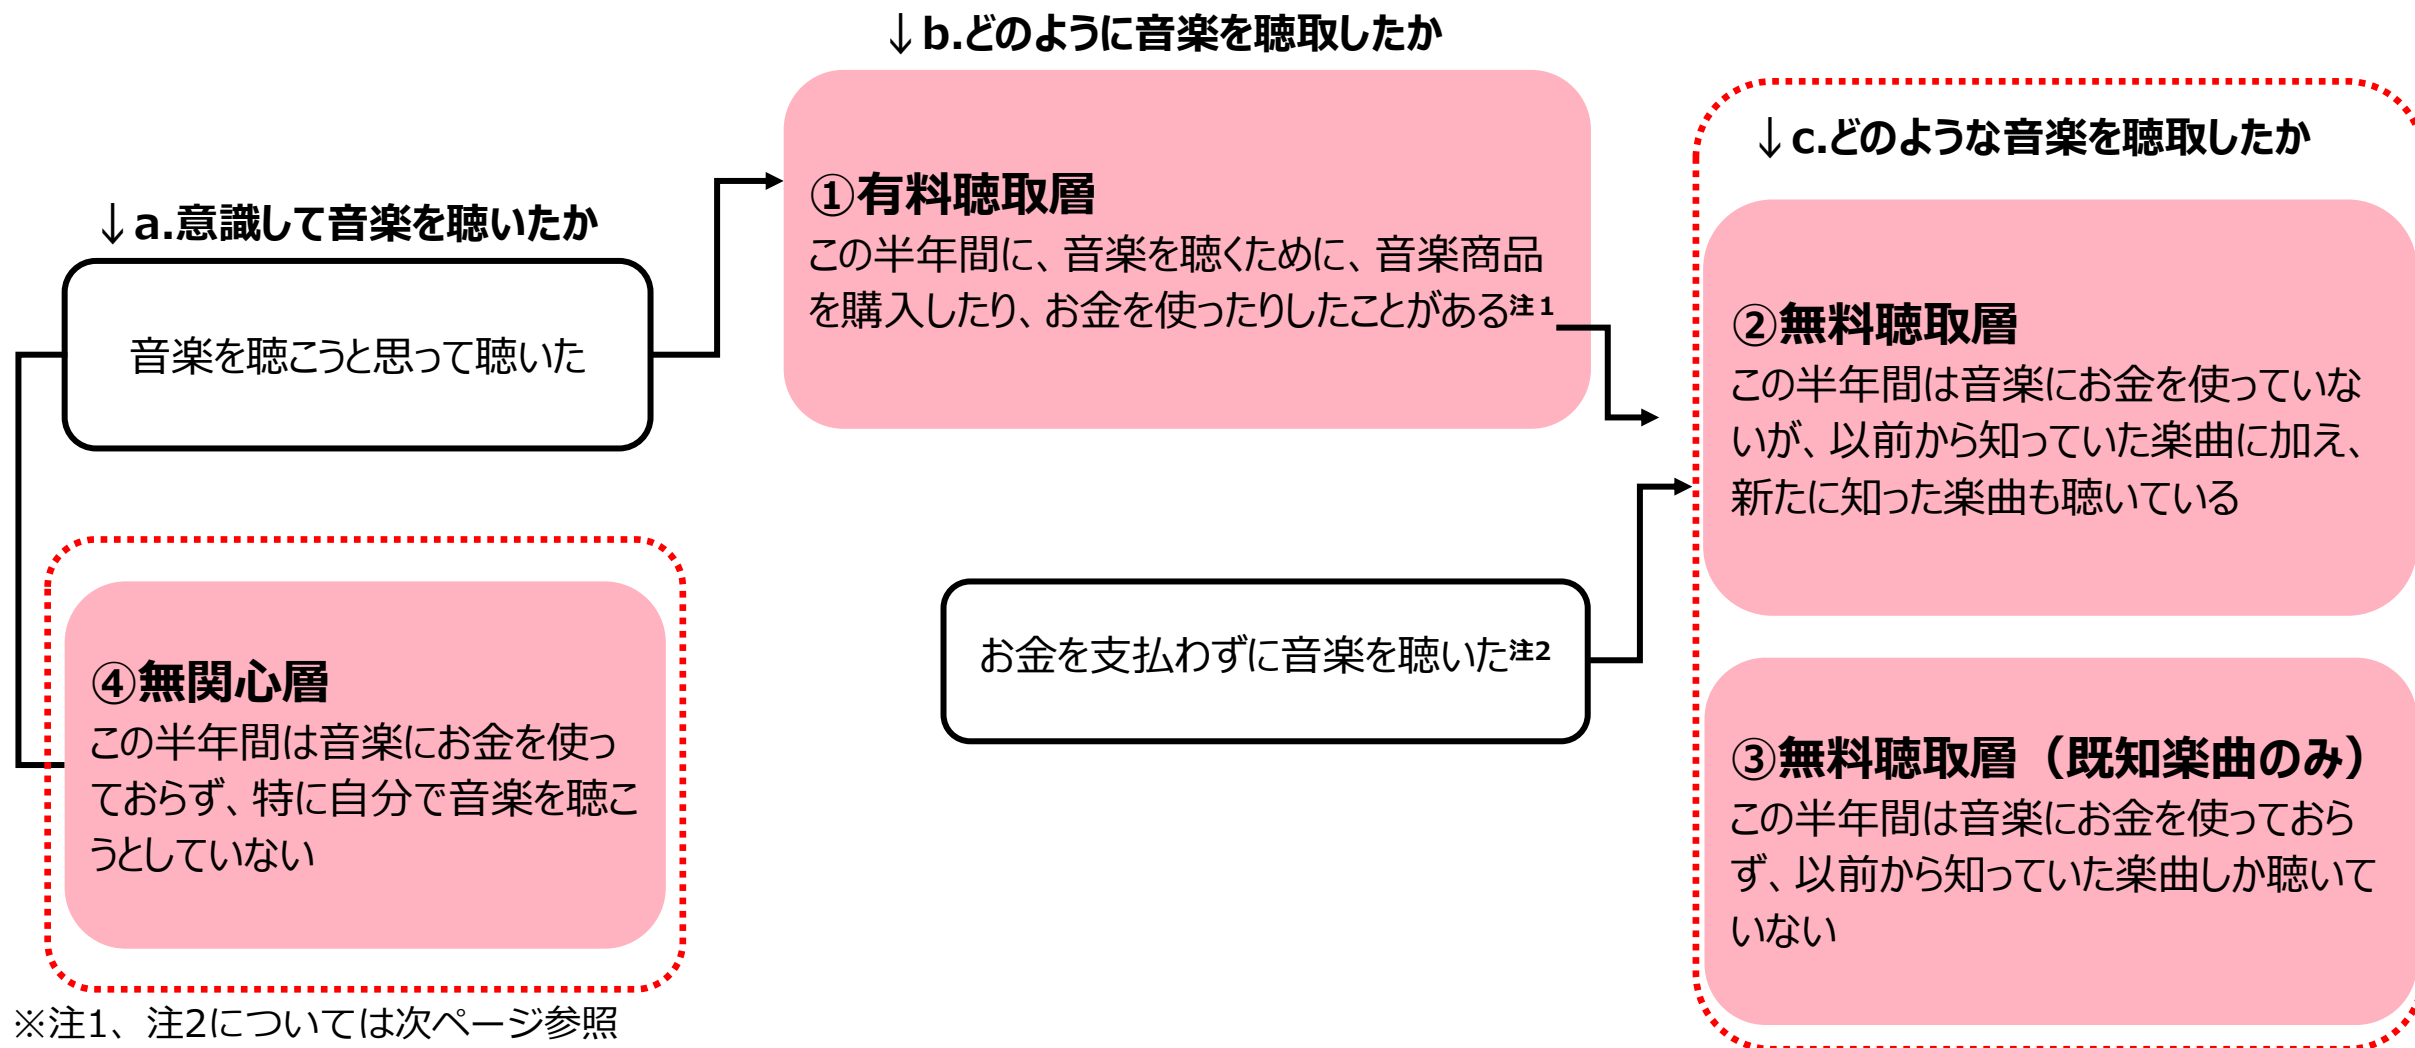 ↓a.意識して音楽を聴いたか
音楽を聴こうと思って聴いた
④無関心層
この半年間は音楽にお金を使っ
ておらず、特に自分で音楽を聴こ
うとしていない
※注1、注2については次ページ参照
↓b.どのように音楽を聴取したか
①有料聴取層
この半年間に、音楽を聴くために、音楽商品
を購入したり、お金を使ったりしたことがある注1
お金を支払わずに音楽を聴いた注2
↓c.どのような音楽を聴取したか
②無料聴取層
この半年間は音楽にお金を使っていな
いが、以前から知っていた楽曲に加え、
新たに知った楽曲も聴いている
③無料聴取層（既知楽曲のみ）
この半年間は音楽にお金を使っておら
ず、以前から知っていた楽曲しか聴いて
いない